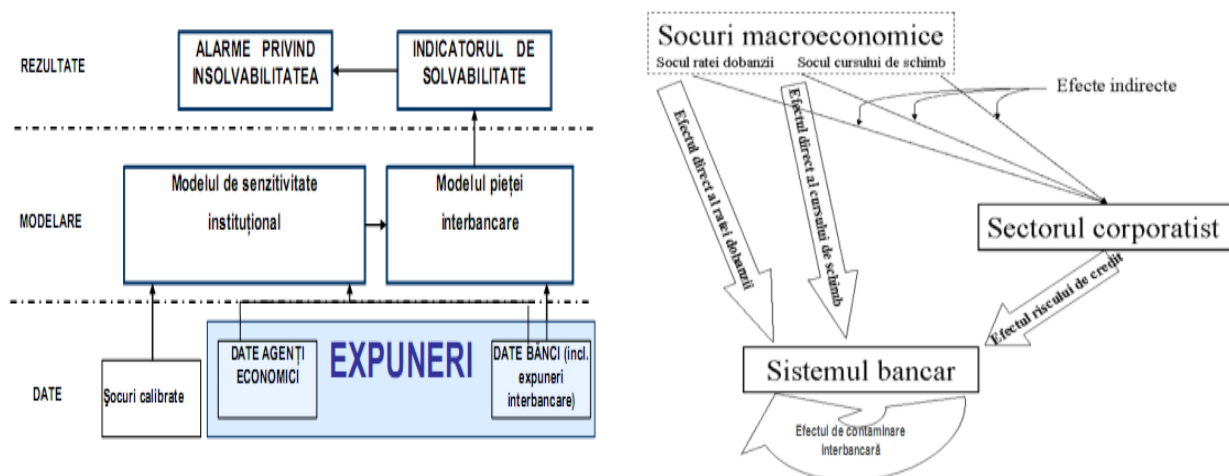 REZULTATE
ALARME PRIVIND
INSOLVABILITATEA
INDICATORUL DE
SOLVABILITATE
MODELARE
Modelul de senzitivitate
instituțional
Modelul pieței
interbancare
DATE
Șocuri calibrate
DATE AGENȚI
ECONOMICI
EXPUNERI
DATE BĂNCI (incl.
expuneri
interbancare)
Socuri macroeconomice
Socul ratei dobanzii Socul cursului de schimb
Efecte indirecte
Efectul direct al ratei dobanzii
Efectul direct al cursului de schimb
Sectorul corporatist
Efectul riscului de credit
Sistemul bancar
Efectul de contaminare
interbancară